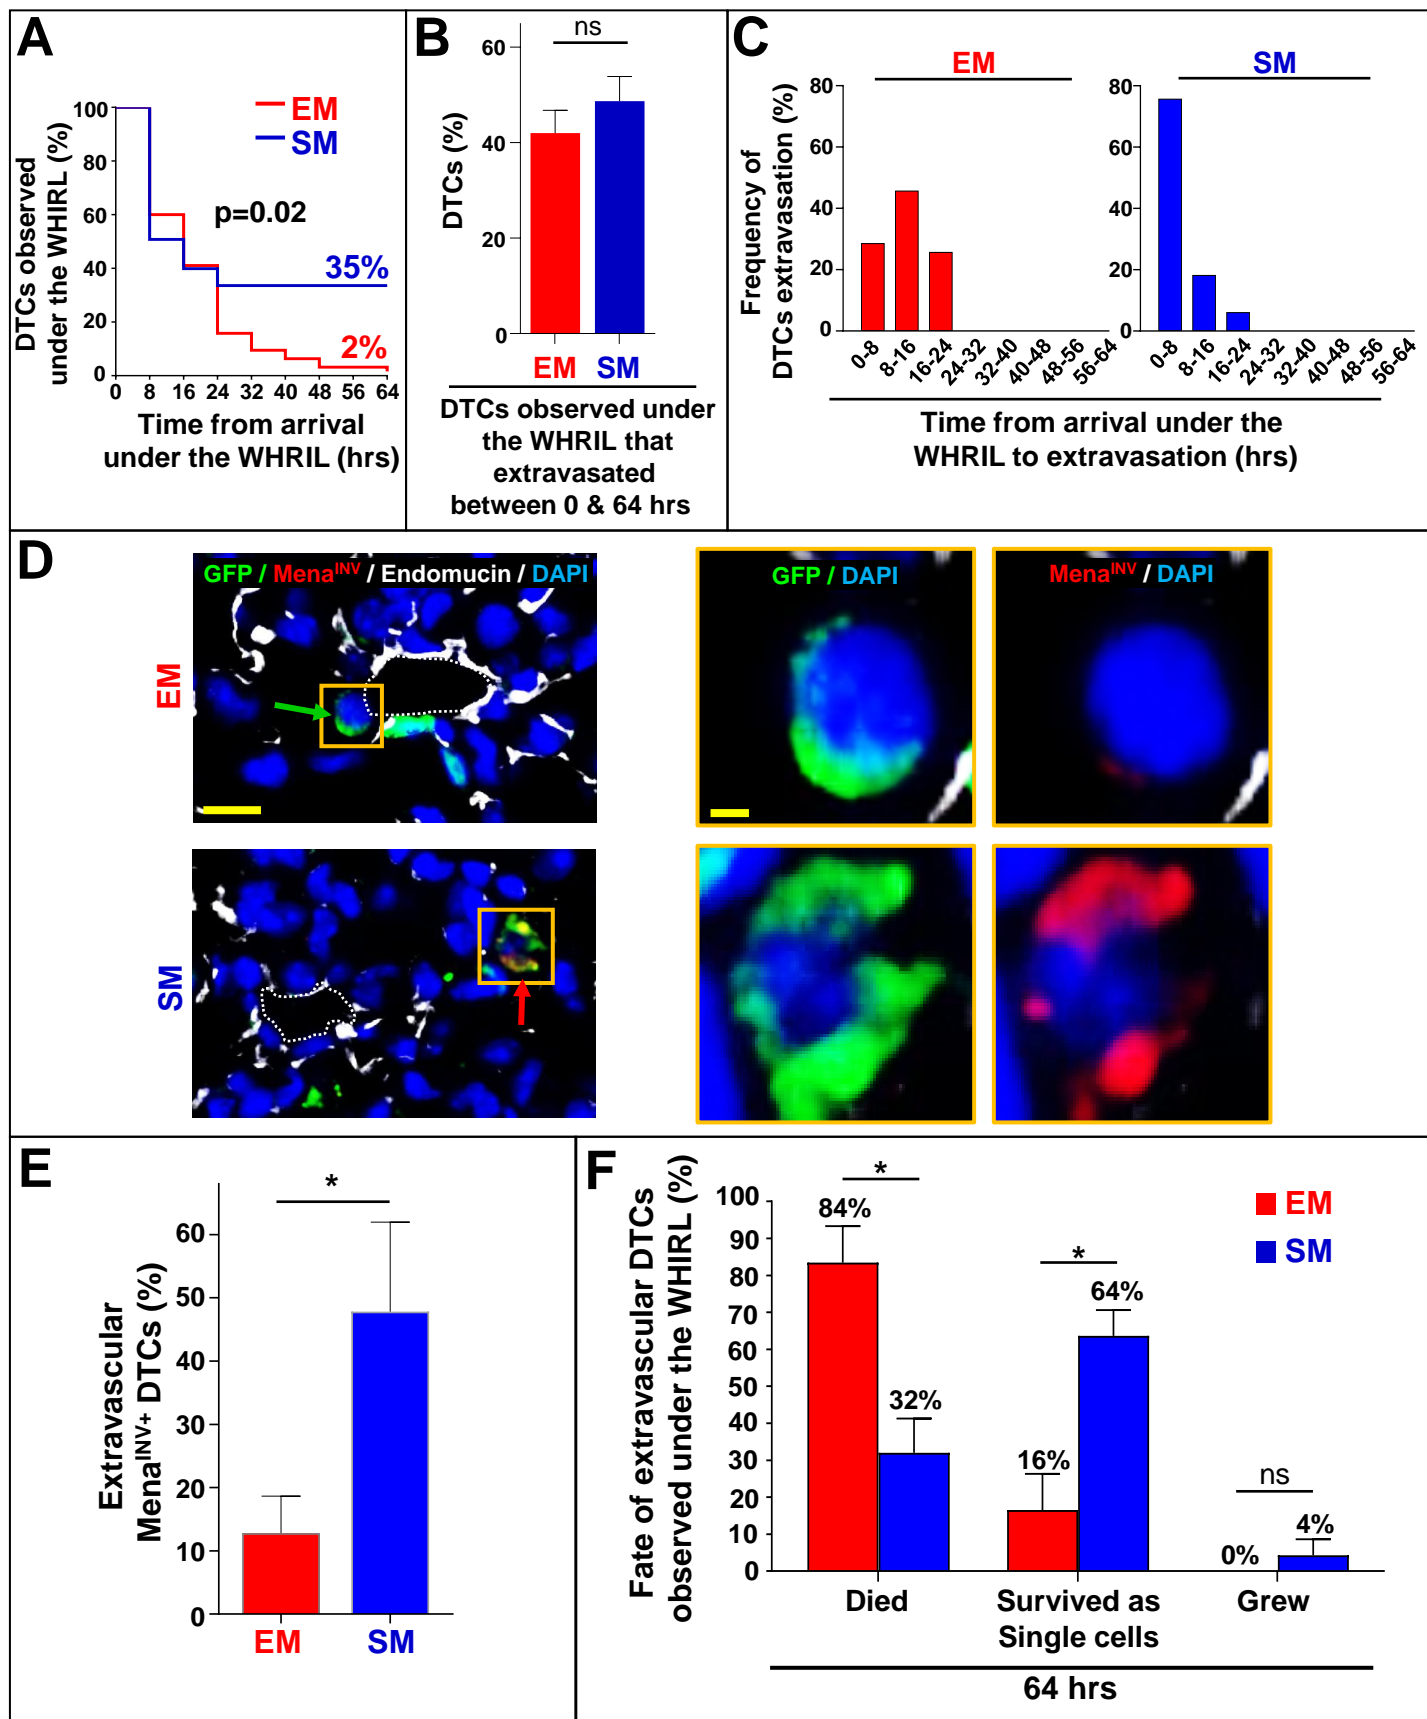 A
DTCs observed
under the WHIRL (%)
100
80
60
40
20
0
EM
SM
p=0.02
35%
2%
0 8 16 24 32 40 48 56 64
Time from arrival
under the WHRIL (hrs)
B
DTCs (%)
60
40
20
0
ns
EM SM
DTCs observed under
the WHRIL that
extravasated
between 0 & 64 hrs
C
Frequency of
DTCs extravasation (%)
EM
80
60
40
20
0
0-8 8-16 16-24 24-32 32-40 40-48 48-56 56-64
SM
80
60
40
20
0
0-8 8-16 16-24 24-32 32-40 40-48 48-56 56-64
Time from arrival under the
WHRIL to extravasation (hrs)
D
EM
GFP / MenaINV / Endomucin / DAPI
GFP / DAPI
MenaINV / DAPI
SM
E
Extravascular
MenaINV+ DTCs (%)
60
50
40
30
20
10
0
*
EM SM
F
Fate of extravascular DTCs
observed under the WHIRL (%)
100
90
80
70
60
50
40
30
20
10
0
EM
SM
*
84%
32%
*
16%
64%
ns
0%
4%
Died
Survived as
Single cells
Grew
64 hrs